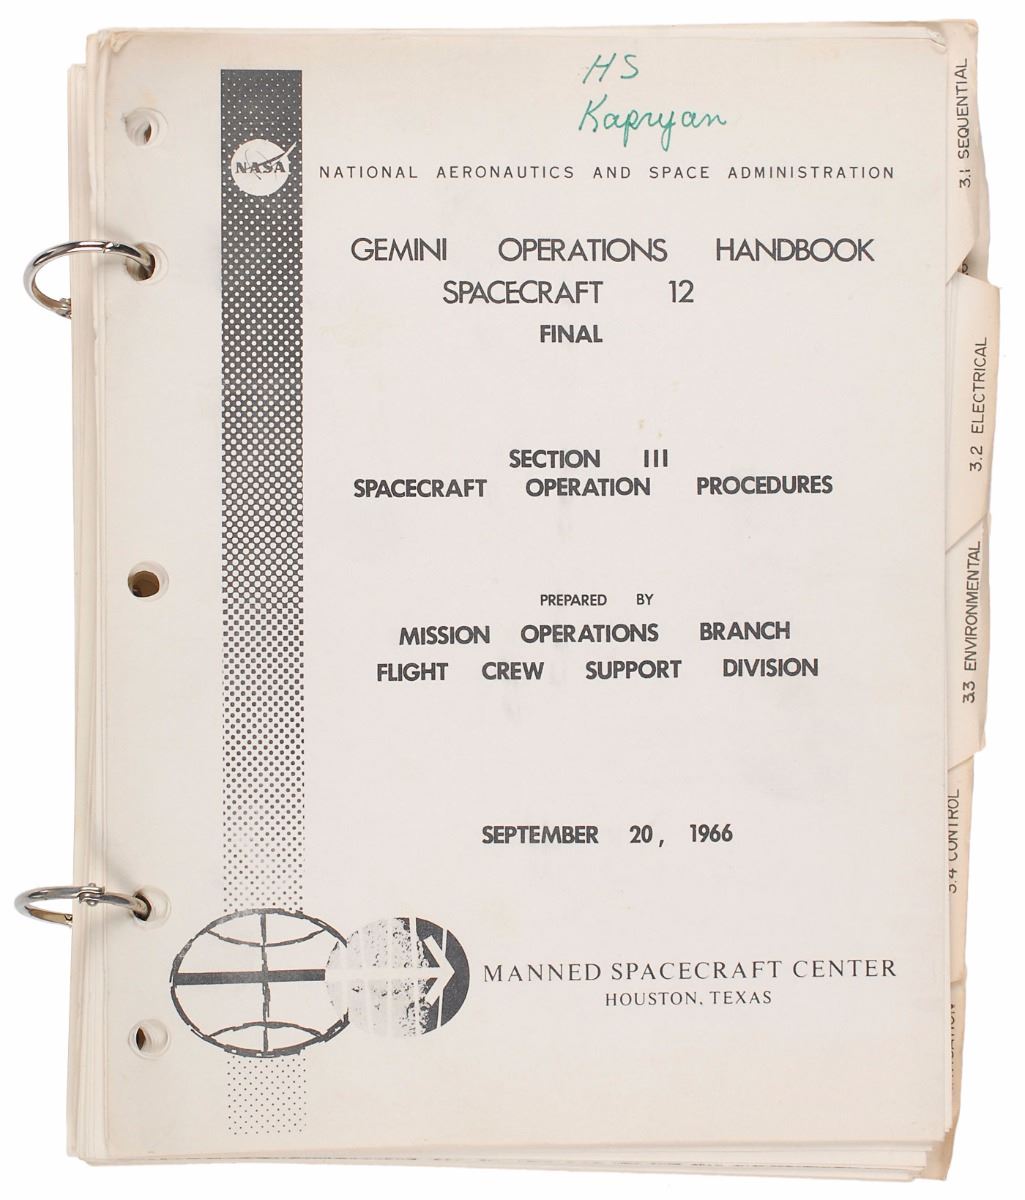 HS
Kapryan
NASA
NATIONAL AERONAUTICS AND SPACE ADMINISTRATION
GEMINI OPERATIONS HANDBOOK
SPACECRAFT 12
FINAL
SECTION III
SPACECRAFT OPERATION PROCEDURES
PREPARED BY
MISSION OPERATIONS BRANCH
FLIGHT CREW SUPPORT DIVISION
SEPTEMBER 20, 1966
MANNED SPACECRAFT CENTER
HOUSTON, TEXAS
3.1 SEQUENTIAL
3.2 ELECTRICAL
3.3 ENVIRONMENTAL
3.4 CONTROL